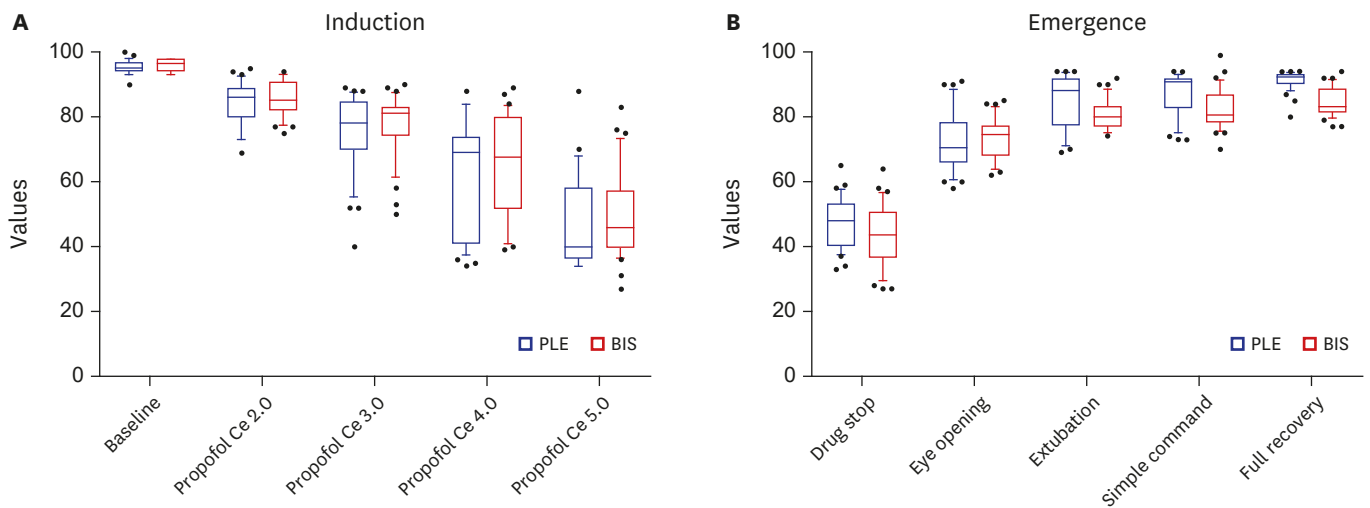 A
Induction
Values
100
80
60
40
20
0
PLE
BIS
Baseline
Propofol Ce 2.0
Propofol Ce 3.0
Propofol Ce 4.0
Propofol Ce 5.0
B
Emergence
Values
100
80
60
40
20
0
PLE
BIS
Drug stop
Eye opening
Extubation
Simple command
Full recovery